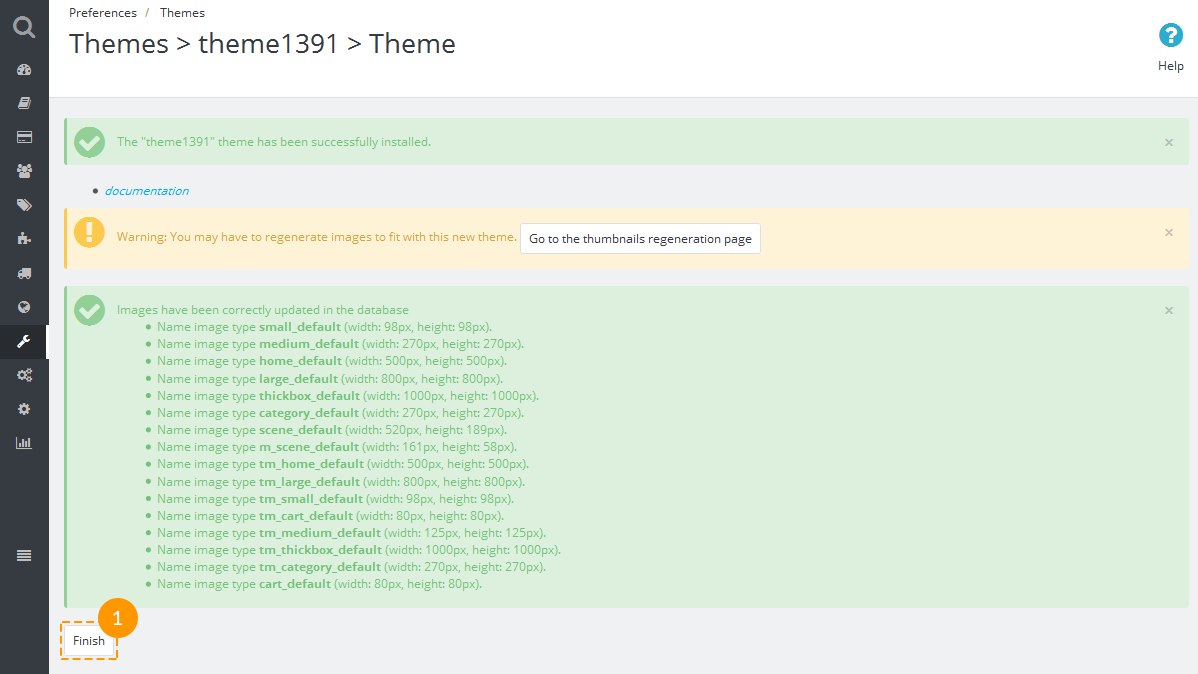 Preferences / Themes
Themes > theme1391 > Theme
?
Help
The "theme1391" theme has been successfully installed. ×
• documentation
Warning: You may have to regenerate images to fit with this new theme. Go to the thumbnails regeneration page ×
Images have been correctly updated in the database ×
• Name image type small_default (width: 98px, height: 98px).
• Name image type medium_default (width: 270px, height: 270px).
• Name image type home_default (width: 500px, height: 500px).
• Name image type large_default (width: 800px, height: 800px).
• Name image type thickbox_default (width: 1000px, height: 1000px).
• Name image type category_default (width: 270px, height: 270px).
• Name image type scene_default (width: 520px, height: 189px).
• Name image type m_scene_default (width: 161px, height: 58px).
• Name image type tm_home_default (width: 500px, height: 500px).
• Name image type tm_large_default (width: 800px, height: 800px).
• Name image type tm_small_default (width: 98px, height: 98px).
• Name image type tm_cart_default (width: 80px, height: 80px).
• Name image type tm_medium_default (width: 125px, height: 125px).
• Name image type tm_thickbox_default (width: 1000px, height: 1000px).
• Name image type tm_category_default (width: 270px, height: 270px).
• Name image type cart_default (width: 80px, height: 80px).
1
Finish